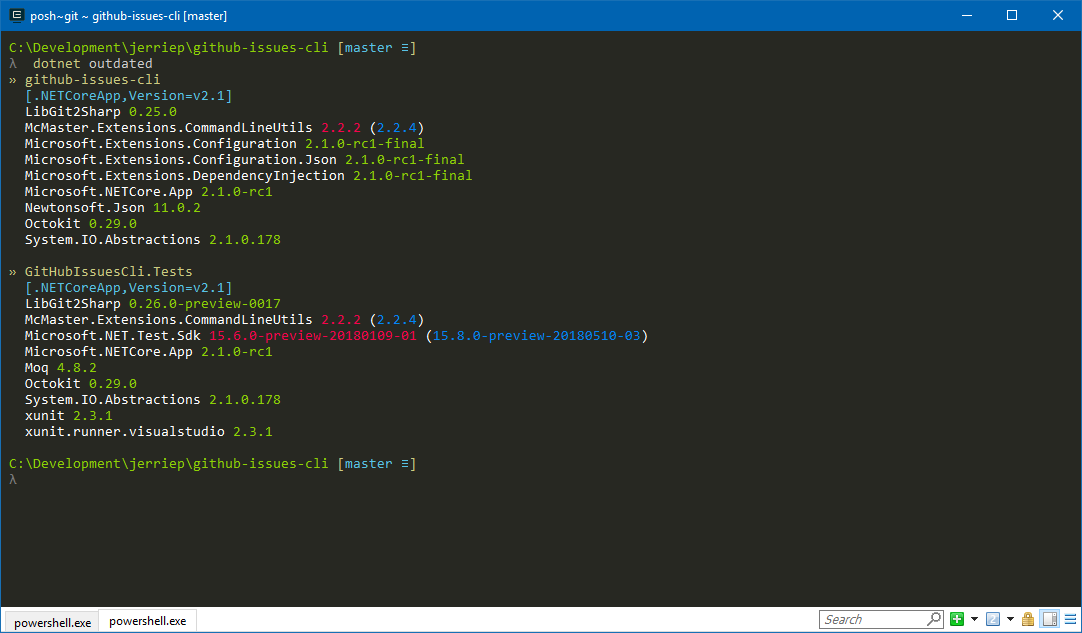 posh~git ~ github-issues-cli [master]
C:\Development\jerriep\github-issues-cli [master ≡]
λ  dotnet outdated
» github-issues-cli
  [.NETCoreApp,Version=v2.1]
  LibGit2Sharp 0.25.0
  McMaster.Extensions.CommandLineUtils 2.2.2 (2.2.4)
  Microsoft.Extensions.Configuration 2.1.0-rc1-final
  Microsoft.Extensions.Configuration.Json 2.1.0-rc1-final
  Microsoft.Extensions.DependencyInjection 2.1.0-rc1-final
  Microsoft.NETCore.App 2.1.0-rc1
  Newtonsoft.Json 11.0.2
  Octokit 0.29.0
  System.IO.Abstractions 2.1.0.178
» GitHubIssuesCli.Tests
  [.NETCoreApp,Version=v2.1]
  LibGit2Sharp 0.26.0-preview-0017
  McMaster.Extensions.CommandLineUtils 2.2.2 (2.2.4)
  Microsoft.NET.Test.Sdk 15.6.0-preview-20180109-01 (15.8.0-preview-20180510-03)
  Microsoft.NETCore.App 2.1.0-rc1
  Moq 4.8.2
  Octokit 0.29.0
  System.IO.Abstractions 2.1.0.178
  xunit 2.3.1
  xunit.runner.visualstudio 2.3.1
C:\Development\jerriep\github-issues-cli [master ≡]
λ
powershell.exe powershell.exe Search